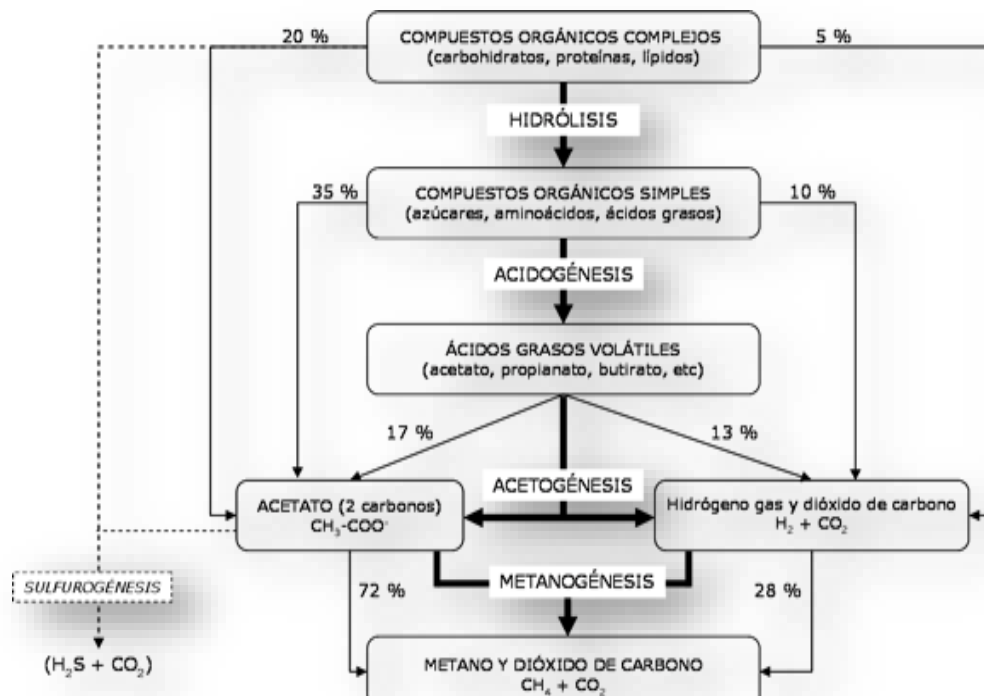 20 %
COMPUESTOS ORGÁNICOS COMPLEJOS
(carbohidratos, proteínas, lípidos)
5 %
HIDRÓLISIS
35 %
COMPUESTOS ORGÁNICOS SIMPLES
(azúcares, aminoácidos, ácidos grasos)
10 %
ACIDOGÉNESIS
ÁCIDOS GRASOS VOLÁTILES
(acetato, propianato, butirato, etc)
17 %
13 %
ACETOGÉNESIS
ACETATO (2 carbonos)
CH₃-COO⁻
Hidrógeno gas y dióxido de carbono
H₂ + CO₂
SULFUROGÉNESIS
72 %
METANOGÉNESIS
28 %
(H₂S + CO₂)
METANO Y DIÓXIDO DE CARBONO
CH₄ + CO₂